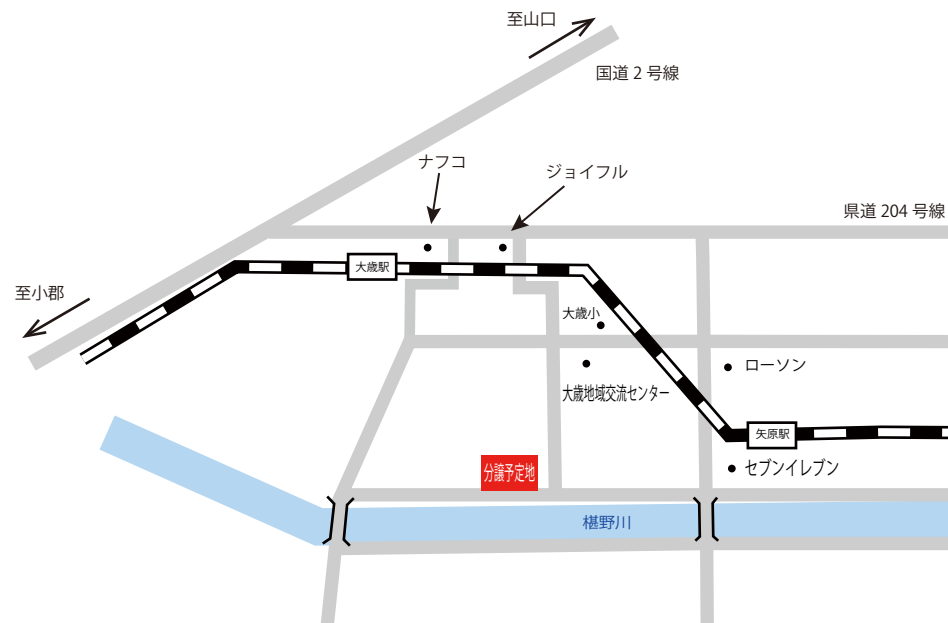 至山口
国道 2 号線
ナフコ
ジョイフル
県道 204 号線
大歳駅
至小郡
大歳小
ローソン
大歳地域交流センター
矢原駅
セブンイレブン
分譲予定地
椹野川